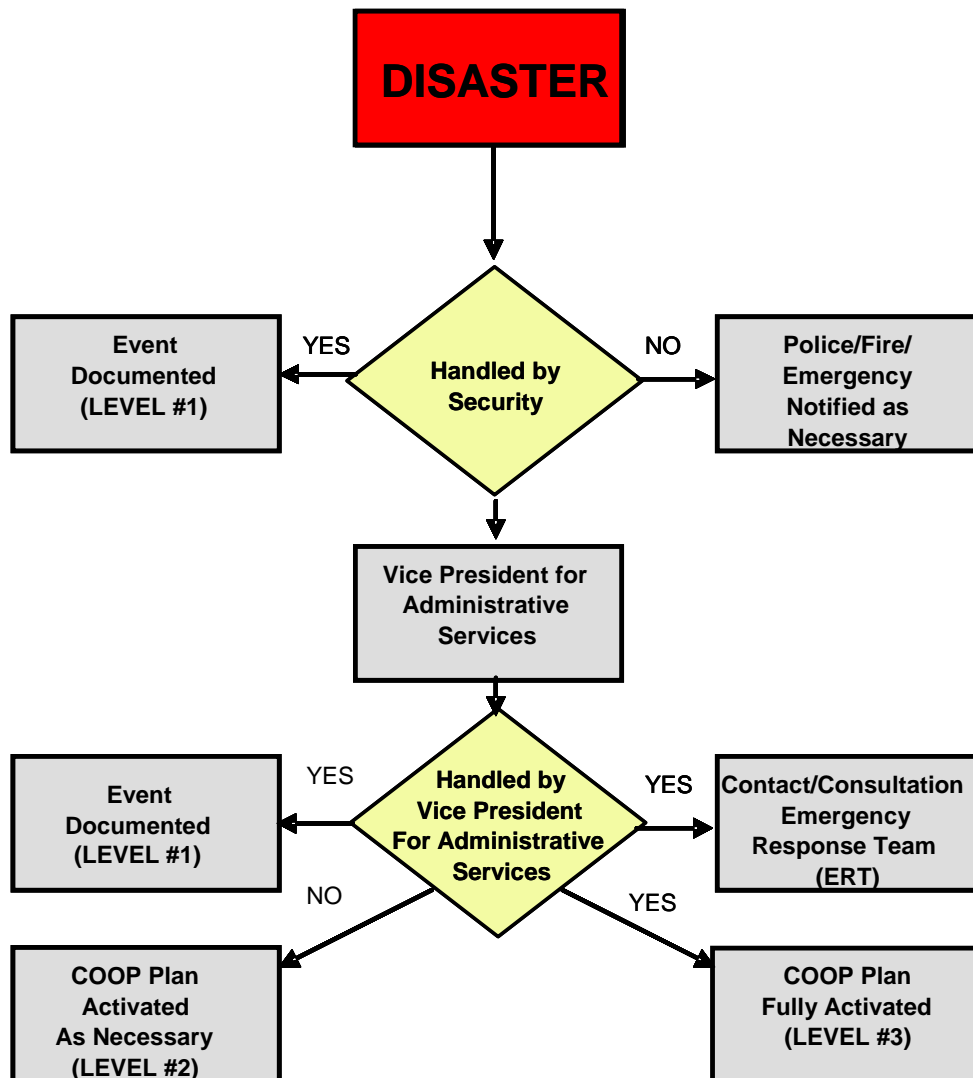 DISASTER
Event
Documented
(LEVEL #1)
YES
Handled by
Security
NO
Police/Fire/
Emergency
Notified as
Necessary
Vice President for
Administrative
Services
Event
Documented
(LEVEL #1)
YES
Handled by
Vice President
For Administrative
Services
YES
Contact/Consultation
Emergency
Response Team
(ERT)
NO
YES
COOP Plan
Activated
As Necessary
(LEVEL #2)
COOP Plan
Fully Activated
(LEVEL #3)